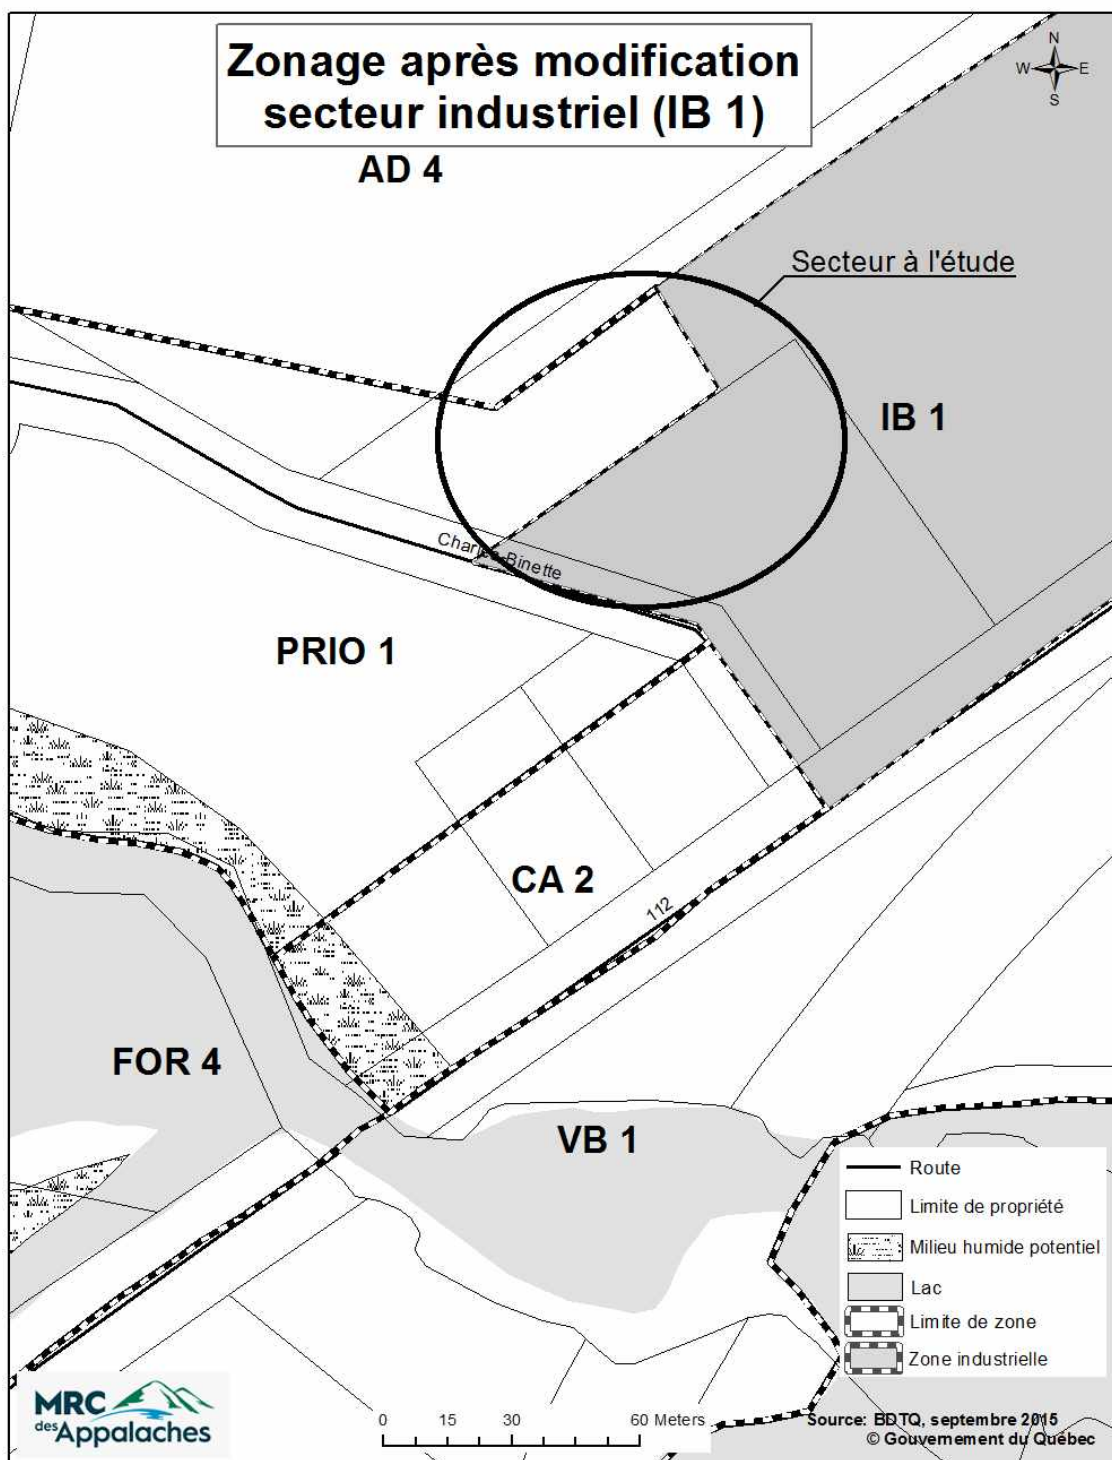 Zonage après modification
secteur industriel (IB 1)
N
W E
S
AD 4
Secteur à l'étude
IB 1
Charles-Binette
PRIO 1
CA 2
112
FOR 4
VB 1
Route
Limite de propriété
Milieu humide potentiel
Lac
Limite de zone
Zone industrielle
MRC
des Appalaches
0 15 30 60 Meters
Source: BDTQ, septembre 2015
© Gouvernement du Québec